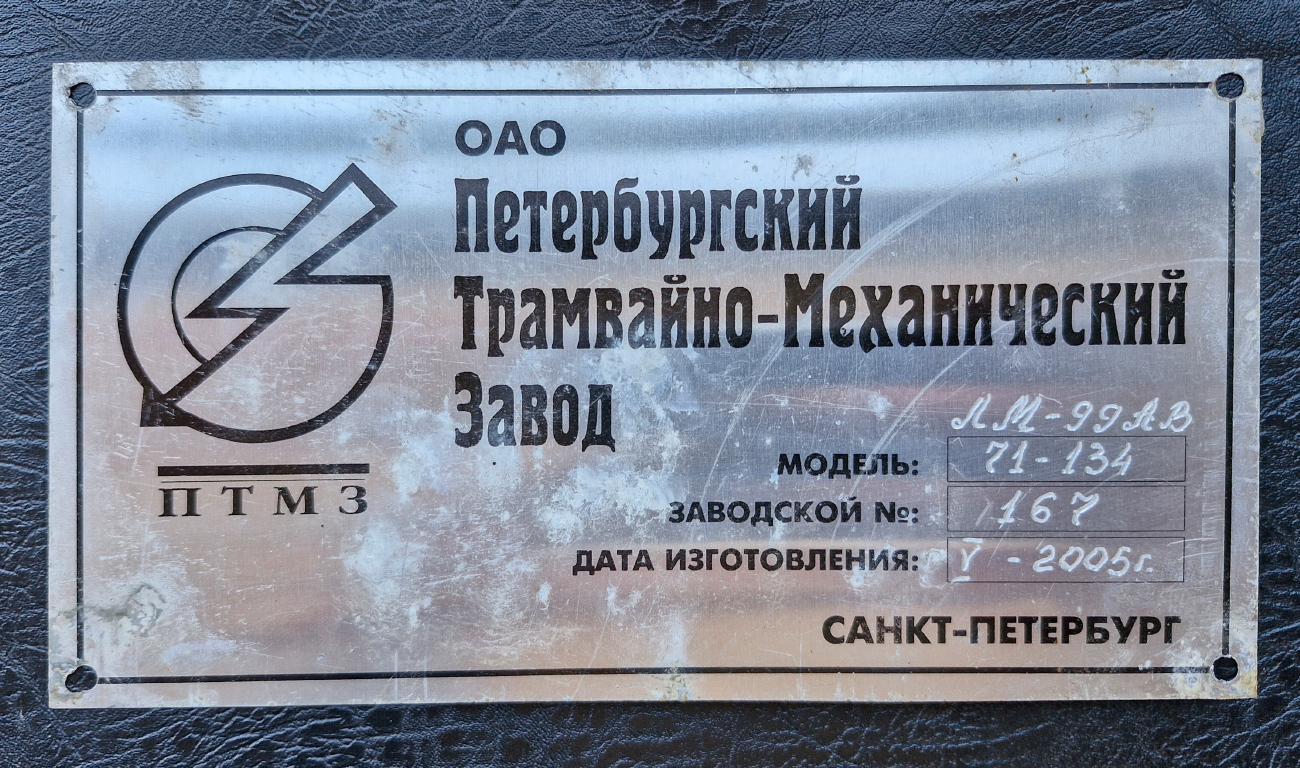 ОАО
Петербургский
Трамвайно-Механический
Завод
ПТМЗ
ЛМ-99АВ
МОДЕЛЬ: 71-134
ЗАВОДСКОЙ №: 167
ДАТА ИЗГОТОВЛЕНИЯ: V - 2005г.
САНКТ-ПЕТЕРБУРГ